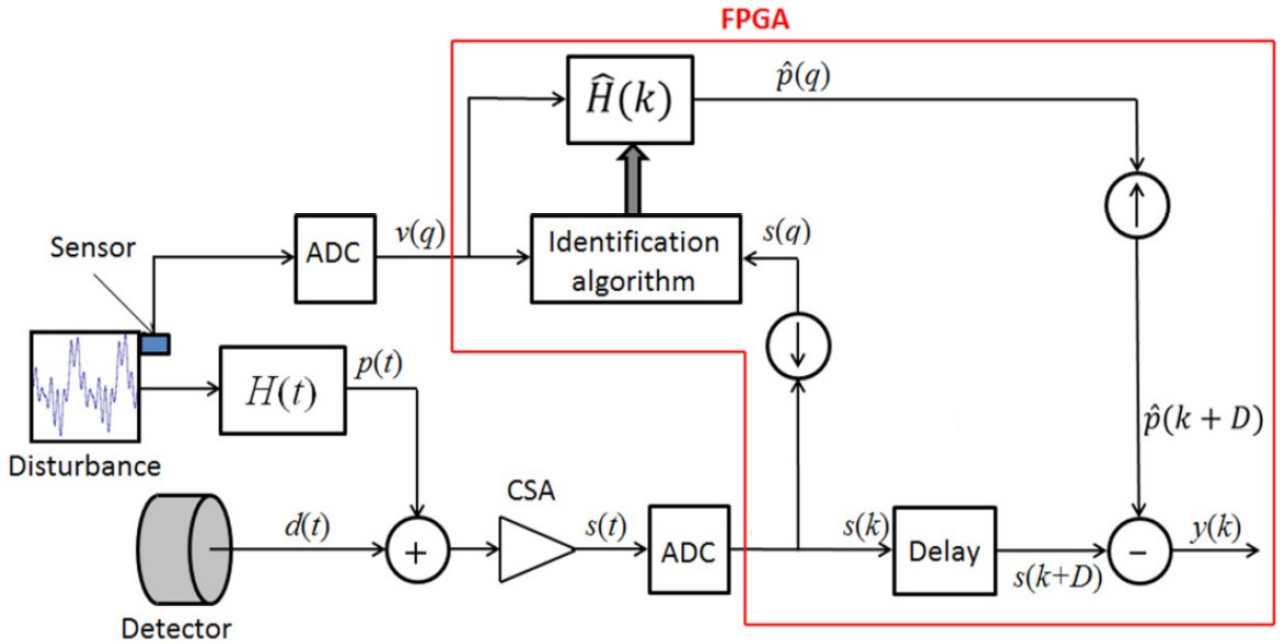 FPGA
Ĥ(k)
p̂(q)
Sensor
ADC
v(q)
Identification
algorithm
s(q)
H(t)
p(t)
Disturbance
p̂(k + D)
CSA
d(t)
+
s(t)
ADC
s(k)
Delay
s(k+D)
-
y(k)
Detector